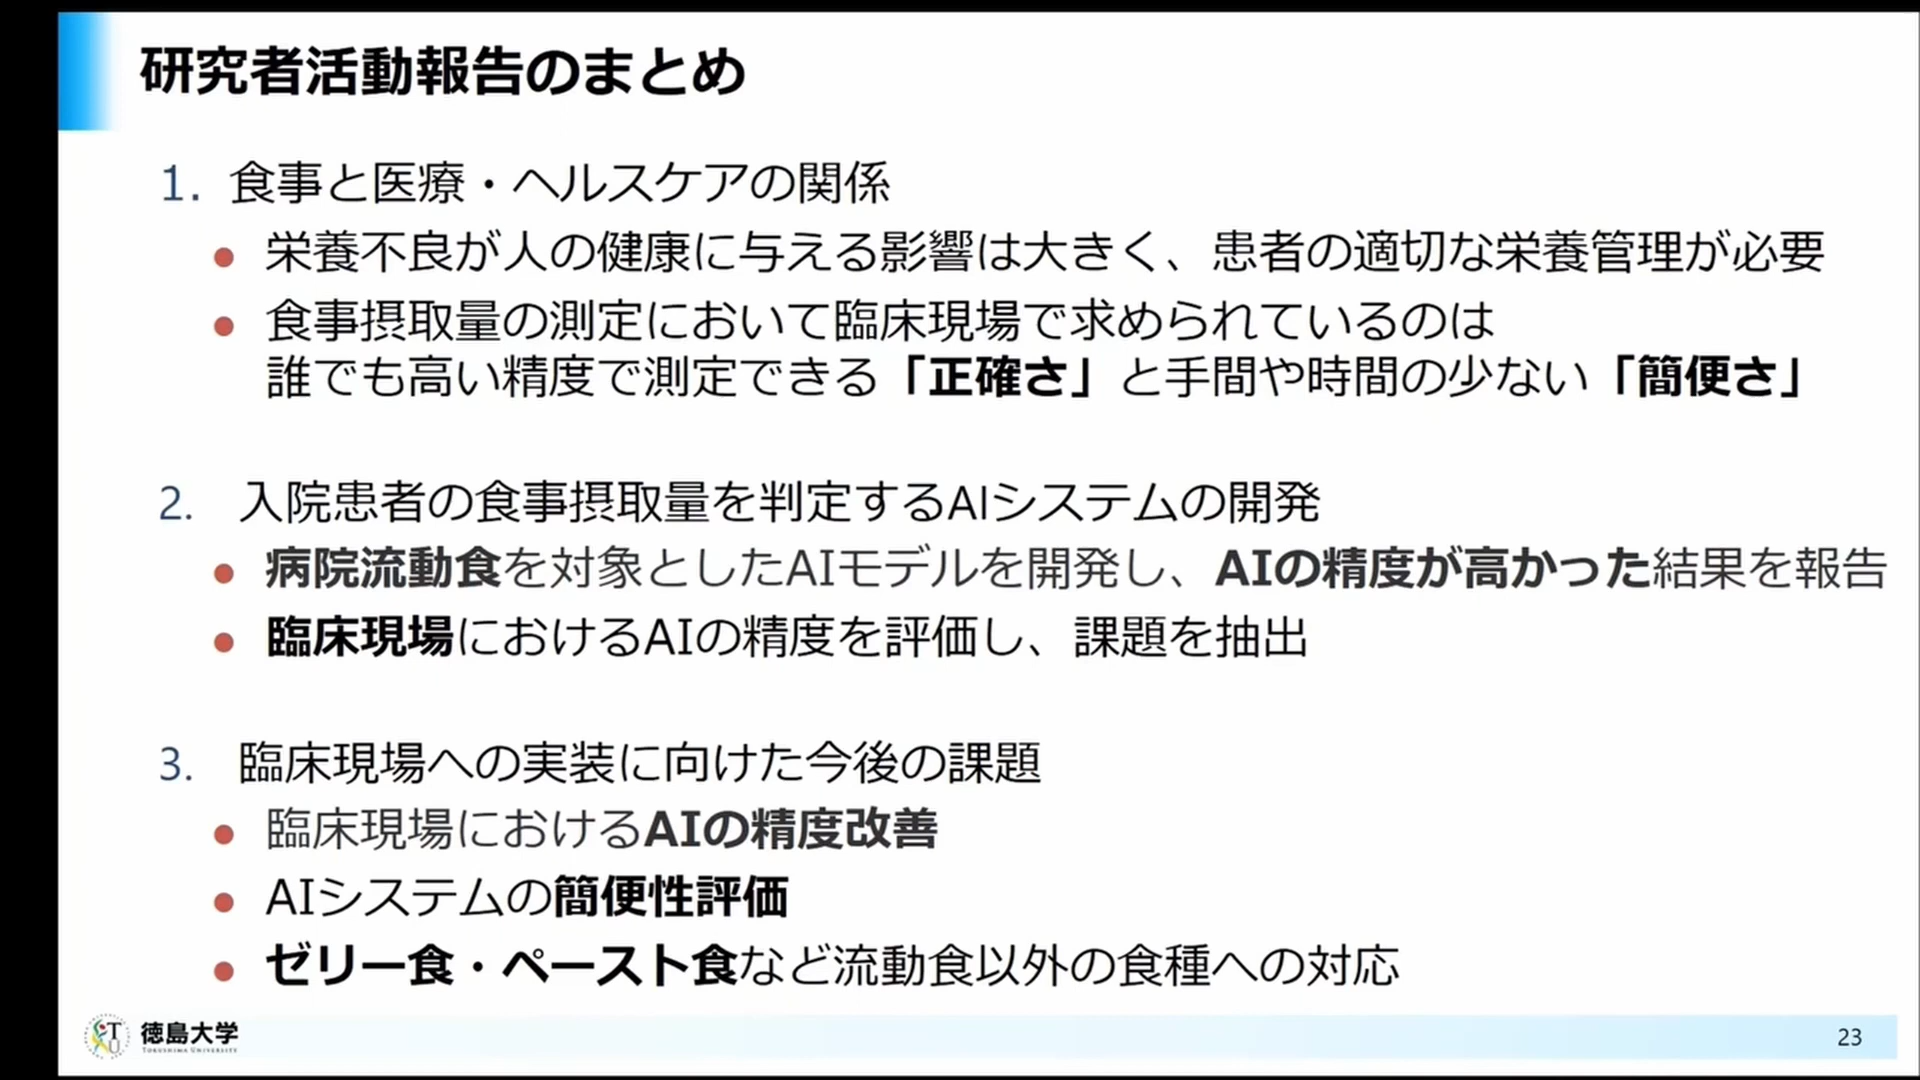 研究者活動報告のまとめ
1. 食事と医療・ヘルスケアの関係
● 栄養不良が人の健康に与える影響は大きく、患者の適切な栄養管理が必要
● 食事摂取量の測定において臨床現場で求められているのは
誰でも高い精度で測定できる「正確さ」と手間や時間の少ない「簡便さ」
2. 入院患者の食事摂取量を判定するAIシステムの開発
● 病院流動食を対象としたAIモデルを開発し、AIの精度が高かった結果を報告
● 臨床現場におけるAIの精度を評価し、課題を抽出
3. 臨床現場への実装に向けた今後の課題
● 臨床現場におけるAIの精度改善
● AIシステムの簡便性評価
● ゼリー食・ペースト食など流動食以外の食種への対応
TU 徳島大学
TOKUSHIMA UNIVERSITY
23